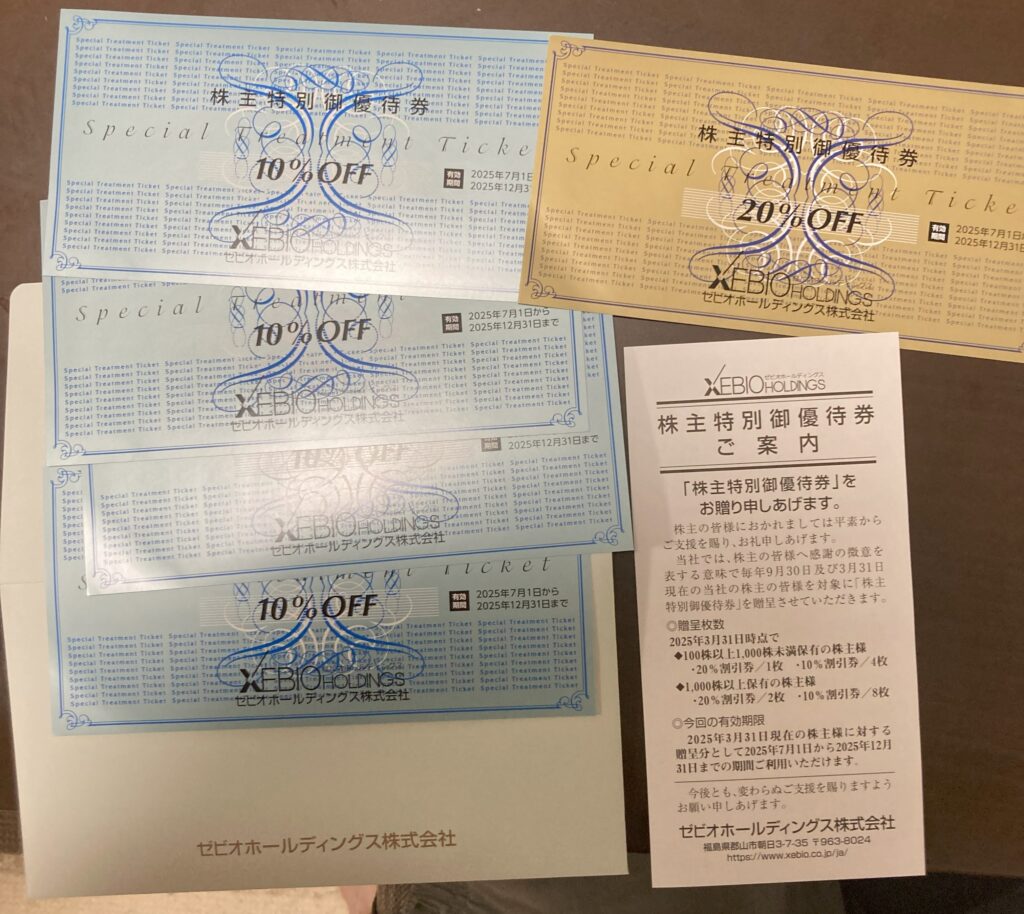 株主特別御優待券
Special Treatment Ticke
10%OFF
有効期間
2025年7月1日
2025年12月31
XEBIO HOLDINGS
ゼビオホールディングス株式会社
株主特別御優待券
Special Treatment Ticke
20%OFF
有効期間
2025年7月1日から
2025年12月31日
XEBIO HOLDINGS
ゼビオホールディングス株式会社
Special T
10%OFF
有効期間
2025年7月1日から
2025年12月31日まで
XEBIO HOLDINGS
ゼビオホールディングス株式会社
10%OFF
2025年12月31日まで
XEBIO HOLDINGS
ゼビオホールディングス株式会社
Ticket
10%OFF
有効期間
2025年7月1日から
2025年12月31日まで
XEBIO HOLDINGS
ゼビオホールディングス株式会社
ゼビオホールディングス株式会社
ゼビオホールディングス
XEBIO HOLDINGS
株主特別御優待券
ご案内
「株主特別御優待券」を
お贈り申しあげます。
株主の皆様におかれましては平素から
ご支援を賜り、お礼申しあげます。
当社では、株主の皆様へ感謝の徴意を
表する意味で毎年9月30日及び3月31日
現在の当社の株主の皆様を対象に「株主
特別御優待券」を贈呈させていただきます。
◎贈呈枚数
2025年3月31日時点で
◆100株以上1,000株未満保有の株主様
・20%割引券/1枚 ・10%割引券/4枚
◆1,000株以上保有の株主様
・20%割引券/2枚 ・10%割引券/8枚
◎今回の有効期限
2025年3月31日現在の株主様に対する
贈呈分として2025年7月1日から2025年12月
31日までの期間ご利用いただけます。
今後とも、変わらぬご支援を賜りますよう
お願い申しあげます。
ゼビオホールディングス株式会社
福島県郡山市朝日3-7-35 〒963-8024
https://www.xebio.co.jp/ja/